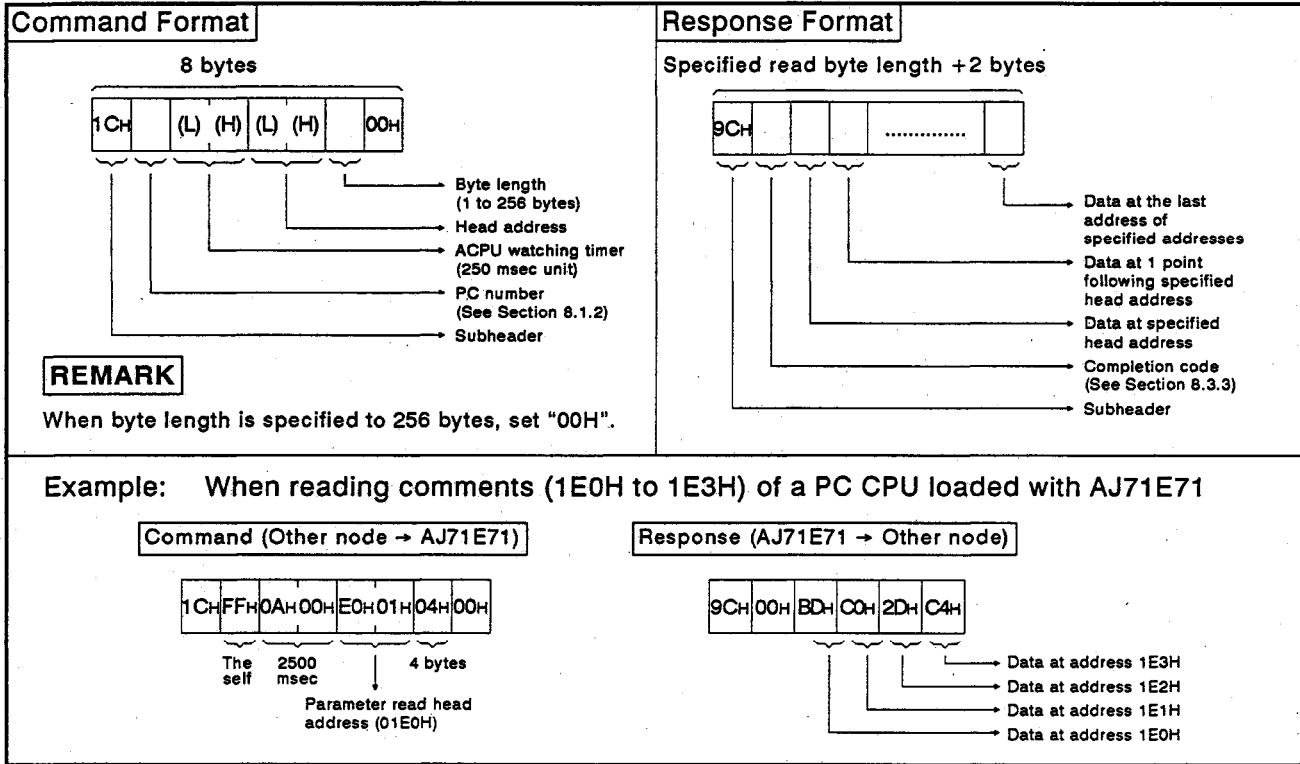 Command Format
8 bytes
1CH (L) (H) (L) (H) 00H
Byte length
(1 to 256 bytes)
Head address
ACPU watching timer
(250 msec unit)
PC number
(See Section 8.1.2)
Subheader
REMARK
When byte length is specified to 256 bytes, set “00H”.
Response Format
Specified read byte length +2 bytes
9CH ..............
Data at the last
address of
specified addresses
Data at 1 point
following specified
head address
Data at specified
head address
Completion code
(See Section 8.3.3)
Subheader
Example: When reading comments (1E0H to 1E3H) of a PC CPU loaded with AJ71E71
Command (Other node → AJ71E71)
1CH FFH 0AH 00H E0H 01H 04H 00H
The
self
2500
msec
4 bytes
Parameter read head
address (01E0H)
Response (AJ71E71 → Other node)
9CH 00H BDH C0H 2DH C4H
Data at address 1E3H
Data at address 1E2H
Data at address 1E1H
Data at address 1E0H